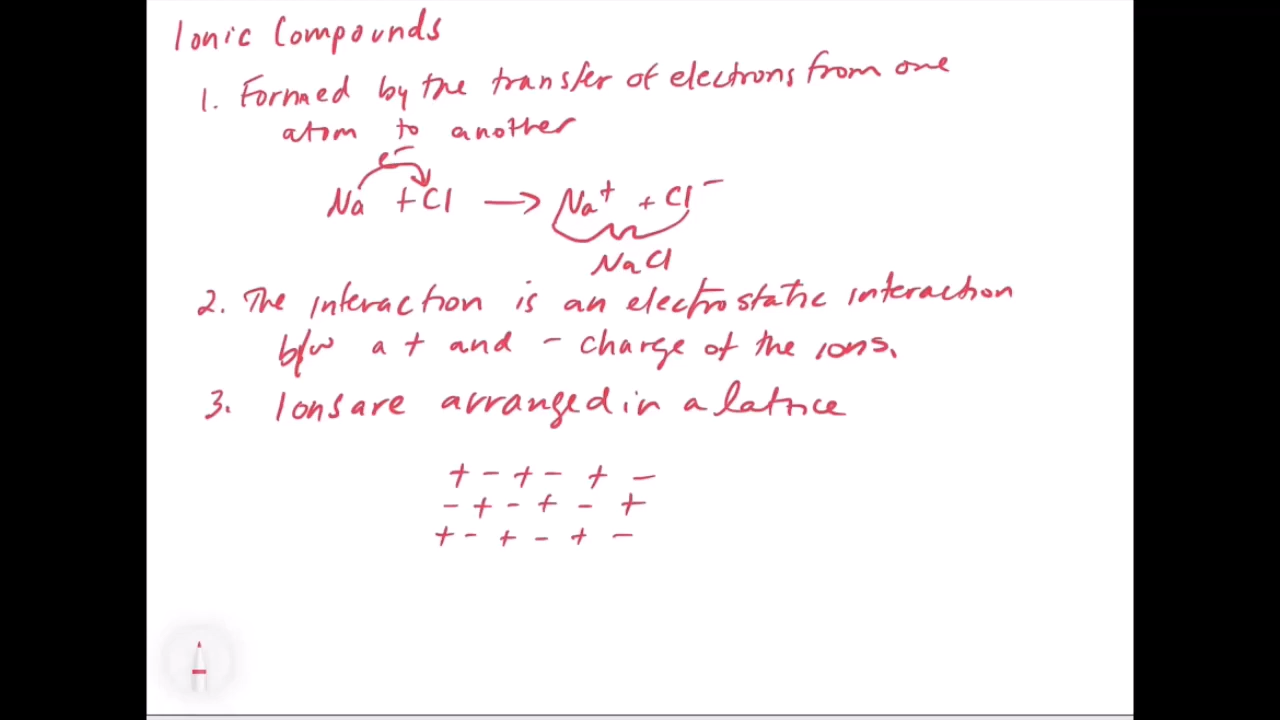 Ionic Compounds
1. Formed by the transfer of electrons from one
atom to another
e⁻
Na + Cl → Na⁺ + Cl⁻
NaCl
2. The interaction is an electrostatic interaction
b/w a + and - charge of the ions.
3. Ions are arranged in a lattice
+ - + - + -
- + - + - +
+ - + - + -